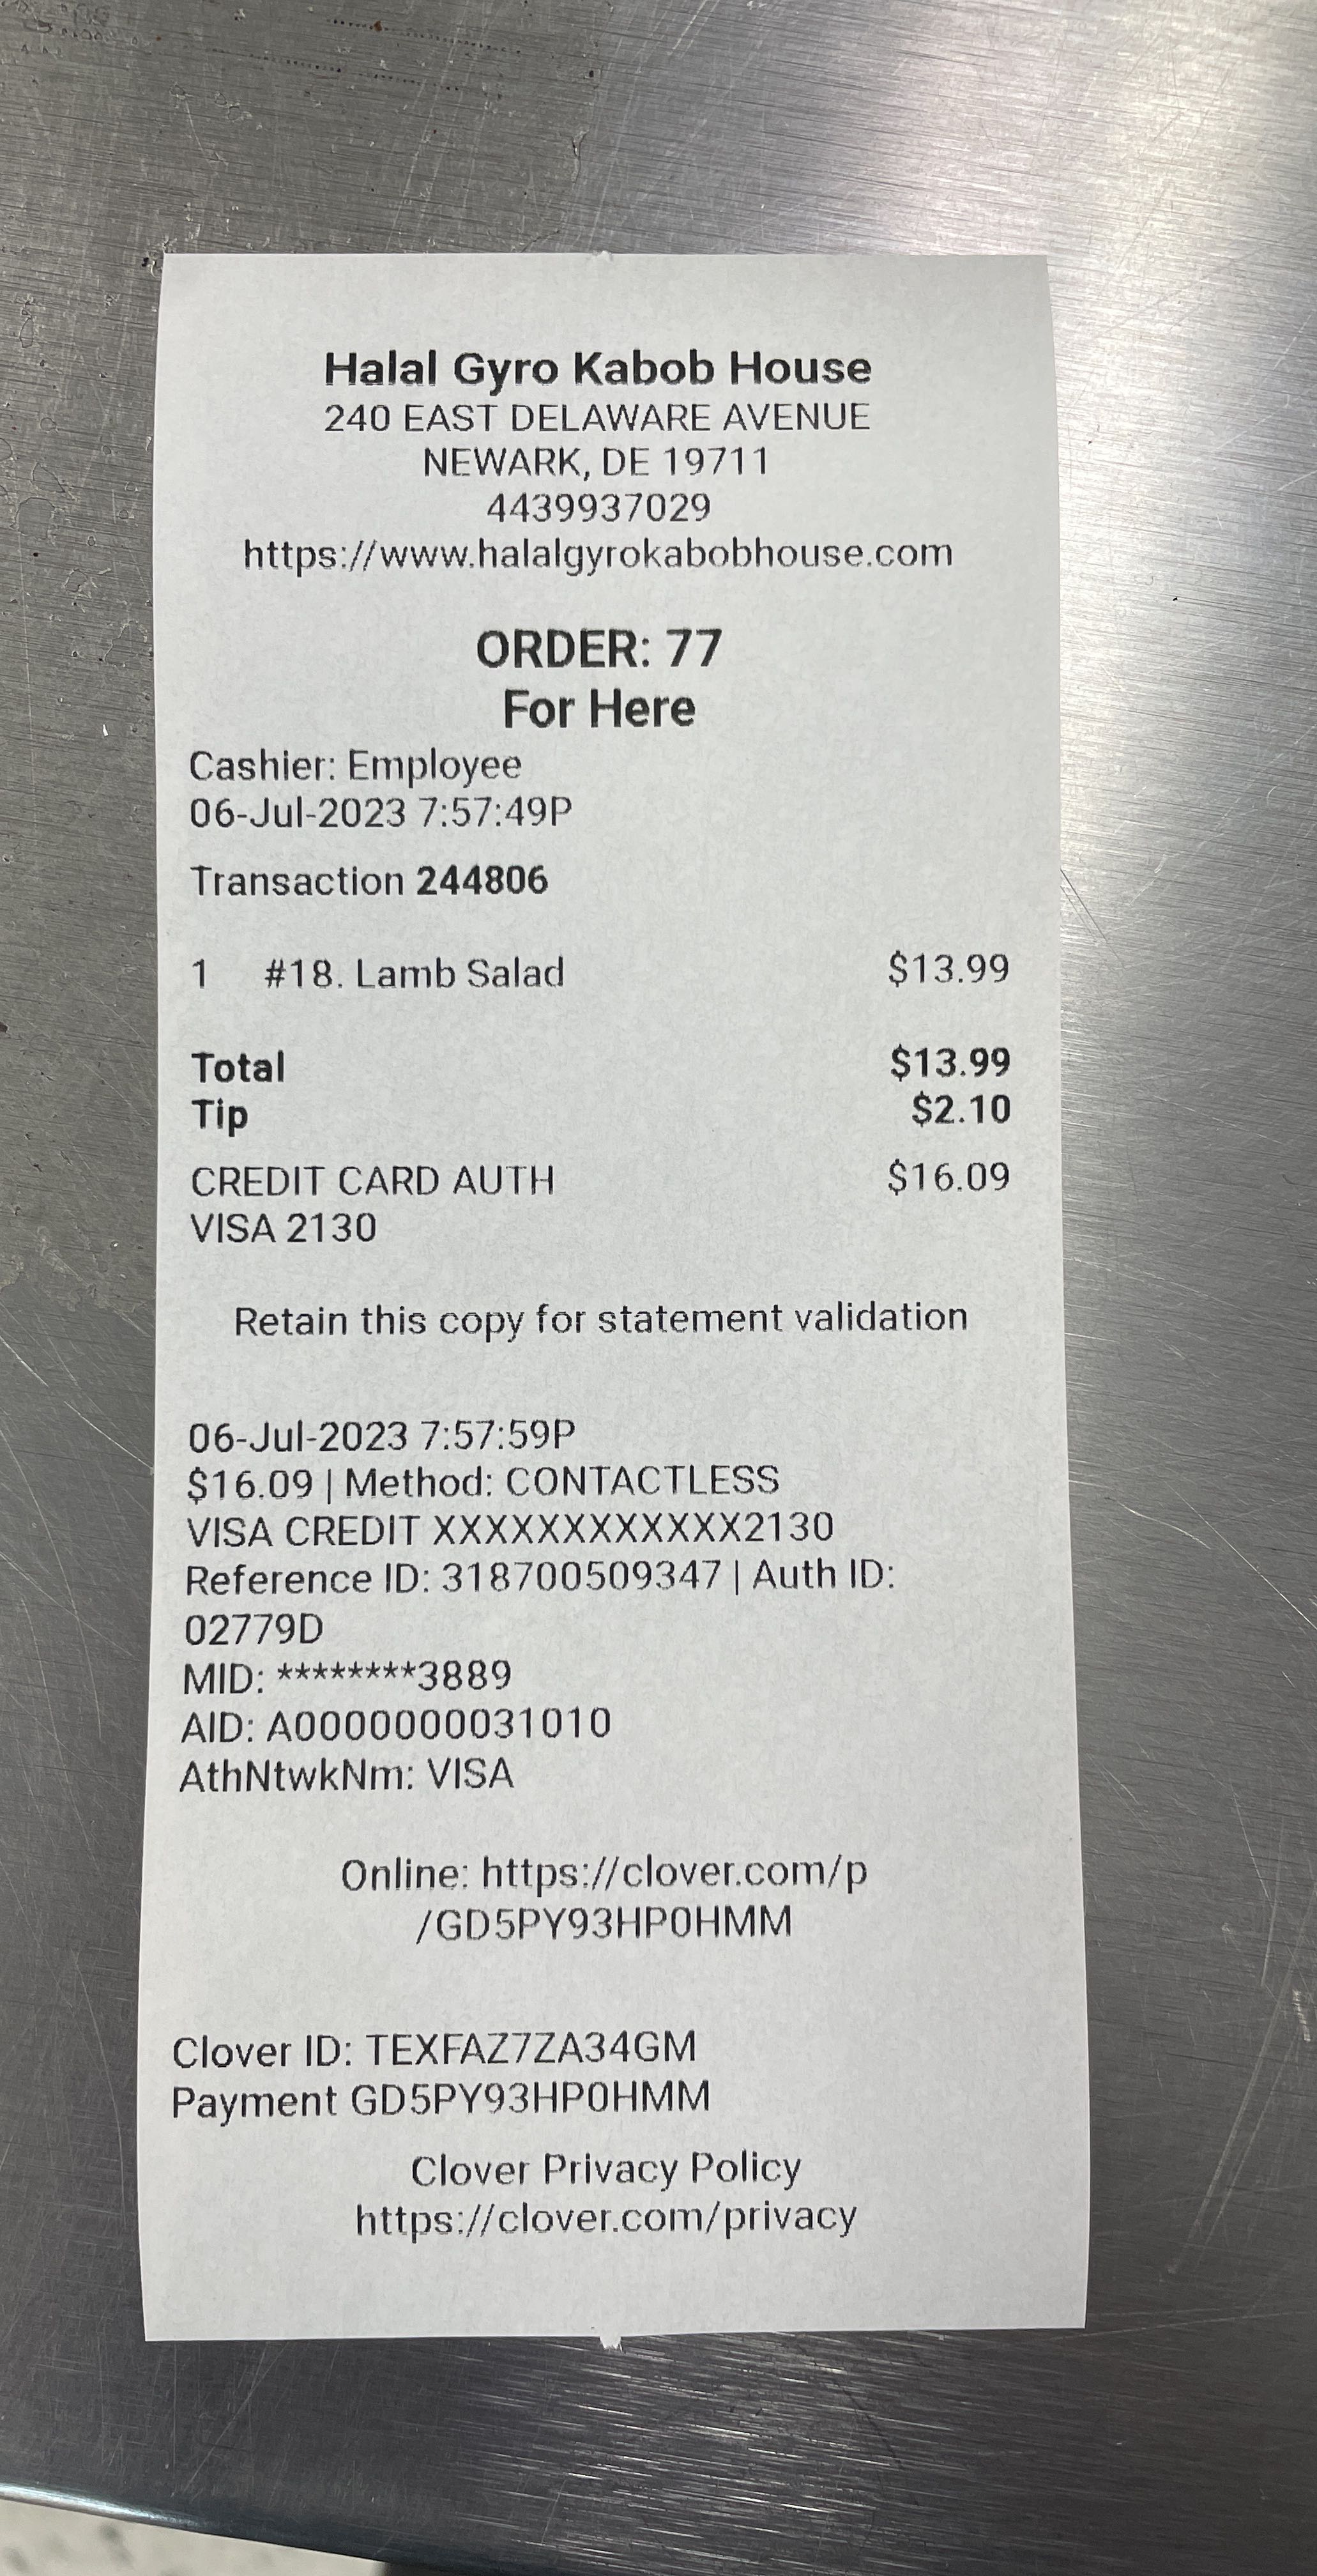 Halal Gyro Kabob House
240 EAST DELAWARE AVENUE
NEWARK, DE 19711
4439937029
https://www.halalgyrokabobhouse.com
ORDER: 77
For Here
Cashier: Employee
06-Jul-2023 7:57:49P
Transaction 244806
1 #18. Lamb Salad $13.99
Total $13.99
Tip $2.10
CREDIT CARD AUTH $16.09
VISA 2130
Retain this copy for statement validation
06-Jul-2023 7:57:59P
$16.09 | Method: CONTACTLESS
VISA CREDIT XXXXXXXXXXXX2130
Reference ID: 318700509347 | Auth ID:
02779D
MID: ********3889
AID: A0000000031010
AthNtwkNm: VISA
Online: https://clover.com/p
/GD5PY93HP0HMM
Clover ID: TEXFAZ7ZA34GM
Payment GD5PY93HP0HMM
Clover Privacy Policy
https://clover.com/privacy